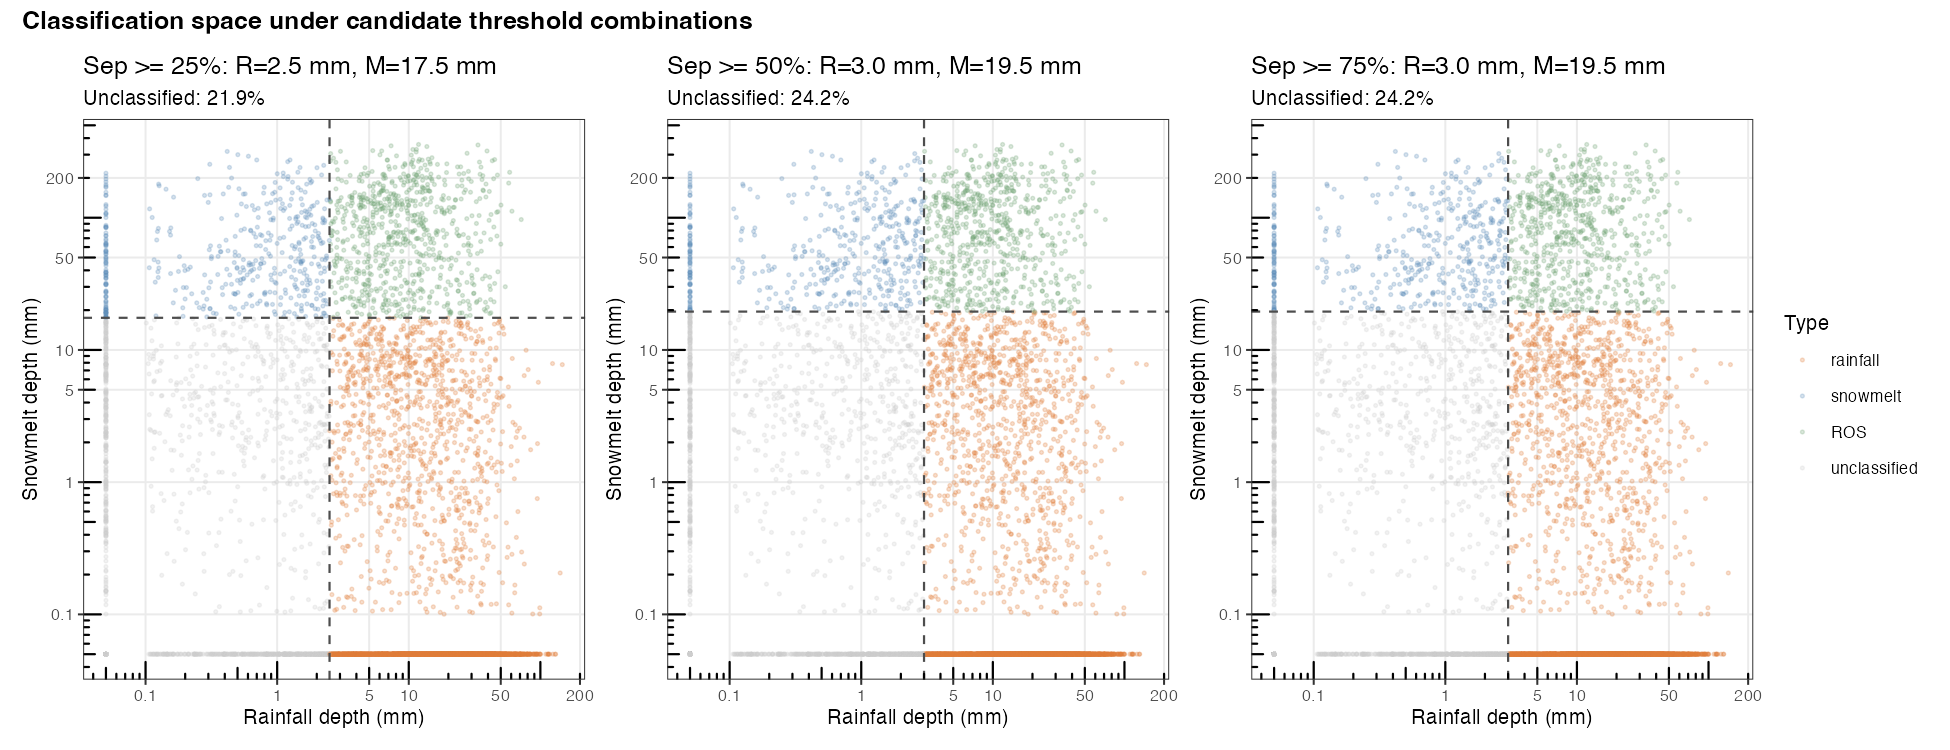 Classification space under candidate threshold combinations
Sep >= 25%: R=2.5 mm, M=17.5 mm
Unclassified: 21.9%
200
50
10
5
1
0.1
Snowmelt depth (mm)
0.1 1 5 10 50 200
Rainfall depth (mm)
Sep >= 50%: R=3.0 mm, M=19.5 mm
Unclassified: 24.2%
200
50
10
5
1
0.1
Snowmelt depth (mm)
0.1 1 5 10 50 200
Rainfall depth (mm)
Sep >= 75%: R=3.0 mm, M=19.5 mm
Unclassified: 24.2%
200
50
10
5
1
0.1
Snowmelt depth (mm)
0.1 1 5 10 50 200
Rainfall depth (mm)
Type
rainfall
snowmelt
ROS
unclassified